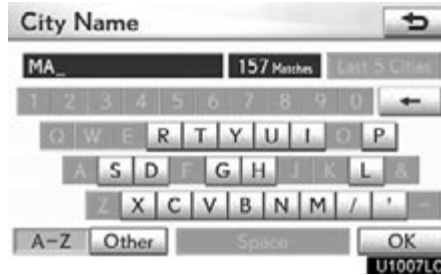 City Name
MA_ 157 Matches Last 5 Cities
1 2 3 4 5 6 7 8 9 0 ←
Q W E R T Y U I O P
A S D F G H J K L &
Z X C V B N M / ' -
A-Z Other Space OK
U1007LC